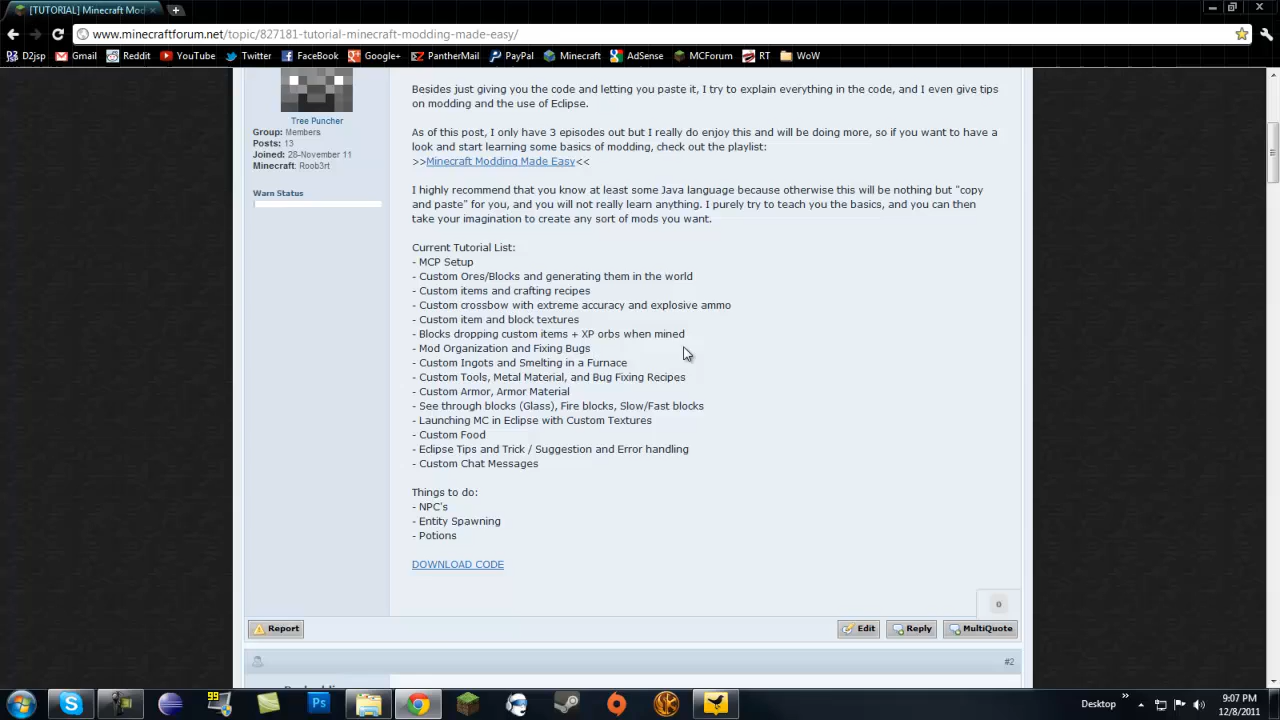 [TUTORIAL] Minecraft Mod
www.minecraftforum.net/topic/827181-tutorial-minecraft-modding-made-easy/
D2jsp Gmail Reddit YouTube Twitter FaceBook Google+ PantherMail PayPal Minecraft AdSense MCForum RT WoW
Tree Puncher
Group: Members
Posts: 13
Joined: 28-November 11
Minecraft: Roob3rt
Warn Status
Besides just giving you the code and letting you paste it, I try to explain everything in the code, and I even give tips
on modding and the use of Eclipse.
As of this post, I only have 3 episodes out but I really do enjoy this and will be doing more, so if you want to have a
look and start learning some basics of modding, check out the playlist:
>>Minecraft Modding Made Easy<<
I highly recommend that you know at least some Java language because otherwise this will be nothing but "copy
and paste" for you, and you will not really learn anything. I purely try to teach you the basics, and you can then
take your imagination to create any sort of mods you want.
Current Tutorial List:
- MCP Setup
- Custom Ores/Blocks and generating them in the world
- Custom items and crafting recipes
- Custom crossbow with extreme accuracy and explosive ammo
- Custom item and block textures
- Blocks dropping custom items + XP orbs when mined
- Mod Organization and Fixing Bugs
- Custom Ingots and Smelting in a Furnace
- Custom Tools, Metal Material, and Bug Fixing Recipes
- Custom Armor, Armor Material
- See through blocks (Glass), Fire blocks, Slow/Fast blocks
- Launching MC in Eclipse with Custom Textures
- Custom Food
- Eclipse Tips and Trick / Suggestion and Error handling
- Custom Chat Messages
Things to do:
- NPC's
- Entity Spawning
- Potions
DOWNLOAD CODE
0
Report Edit Reply MultiQuote
#2
99 Ps Desktop 9:07 PM
12/8/2011